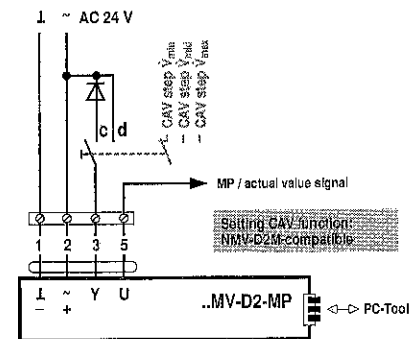 ⊥ ~ AC 24 V
CAV step V̇min
CAV step V̇mid
CAV step V̇max
c d
MP / actual value signal
1 2 3 5
Setting CAV function:
NMV-D2M-compatible
⊥ ~ Y U
– +
..MV-D2-MP
PC-Tool